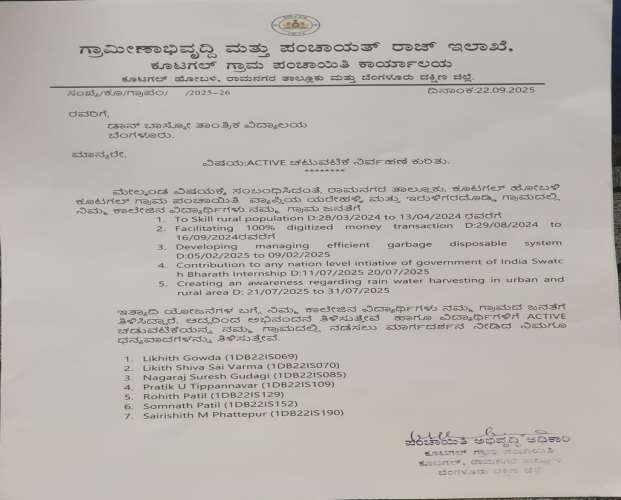 ಗ್ರಾಮೀಣಾಭಿವೃದ್ದಿ ಮತ್ತು ಪಂಚಾಯತ್ ರಾಜ್ ಇಲಾಖೆ,
ಕೂಟಗಲ್ ಗ್ರಾಮ ಪಂಚಾಯಿತಿ ಕಾರ್ಯಾಲಯ
ಕೂಟಗಲ್ ಹೋಬಳಿ, ರಾಮನಗರ ತಾಲ್ಲೂಕು ಮತ್ತು ಬೆಂಗಳೂರು ದಕ್ಷಿಣ ಜಿಲ್ಲೆ.
ಸಂಖ್ಯೆ/ಕೂ/ಗ್ರಾಪಂ/ /2025-26 ದಿನಾಂಕ:22.09.2025
ರವರಿಗೆ,
ಡಾನ್ ಬಾಸ್ಕೋ ತಾಂತ್ರಿಕ ವಿದ್ಯಾಲಯ
ಬೆಂಗಳೂರು.
ಮಾನ್ಯರೇ,
ವಿಷಯ:ACTIVE ಚಟುವಟಿಕೆ ನಿರ್ವಹಣೆ ಕುರಿತು.
********
ಮೇಲ್ಕಂಡ ವಿಷಯಕ್ಕೆ ಸಂಬಂಧಿಸಿದಂತೆ, ರಾಮನಗರ ತಾಲ್ಲೂಕು, ಕೂಟಗಲ್ ಹೋಬಳಿ
ಕೂಟಗಲ್ ಗ್ರಾಮ ಪಂಚಾಯಿತಿ ವ್ಯಾಪ್ತಿಯ ಯರೇಹಳ್ಳಿ ಮತ್ತು ಇರುಳಿಗರದೊಡ್ಡಿ ಗ್ರಾಮದಲ್ಲಿ
ನಿಮ್ಮ ಕಾಲೇಜಿನ ವಿದ್ಯಾರ್ಥಿಗಳು ನಮ್ಮ ಗ್ರಾಮ ಜನತೆಗೆ
1. To Skill rural population D:28/03/2024 to 13/04/2024 ರವರೆಗೆ
2. Facilitating 100% digitized money transaction D:29/08/2024 to
16/09/2024ರವರೆಗೆ
3. Developing managing efficient garbage disposable system
D:05/02/2025 to 09/02/2025
4. Contribution to any nation level intiative of government of India Swatc
h Bharath Internship D:11/07/2025 20/07/2025
5. Creating an awareness regarding rain water harvesting in urban and
rural area D: 21/07/2025 to 31/07/2025
ಇತ್ಯಾದಿ ಯೋಜನೆಗಳ ಬಗ್ಗೆ ನಿಮ್ಮ ಕಾಲೇಜಿನ ವಿದ್ಯಾರ್ಥಿಗಳು ನಮ್ಮ ಗ್ರಾಮದ ಜನತೆಗೆ
ತಿಳಿಸಿದ್ದಾರೆ. ಆದ್ದರಿಂದ ಅಭಿನಂದನೆ ತಿಳಿಸುತ್ತೇವೆ ಹಾಗೂ ವಿದ್ಯಾರ್ಥಿಗಳಿಗೆ ACTIVE
ಚಡುವಟಿಕೆಯನ್ನು ನಮ್ಮ ಗ್ರಾಮದಲ್ಲಿ ನಡೆಸಲು ಮಾರ್ಗದರ್ಶನ ನೀಡಿದ ನಿಮಗೂ
ಧನ್ಯವಾದಗಳನ್ನು ತಿಳಿಸುತ್ತೇವೆ.
1. Likhith Gowda (1DB22IS069)
2. Likith Shiva Sai Varma (1DB22IS070)
3. Nagaraj Suresh Gudagi (1DB22IS085)
4. Pratik U Tippannavar (1DB22IS109)
5. Rohith Patil (1DB22IS129)
6. Somnath Patil (1DB22IS152)
7. Sairishith M Phattepur (1DB22IS190)
ಪಂಚಾಯಿತಿ ಅಭಿವೃದ್ಧಿ ಅಧಿಕಾರಿ
ಕೂಟಗಲ್ ಗ್ರಾಮ ಪಂಚಾಯಿತಿ
ಕೂಟಗಲ್, ರಾಮನಗರ ತಾಲ್ಲೂಕು
ಬೆಂಗಳೂರು ದಕ್ಷಿಣ ಜಿಲ್ಲೆ